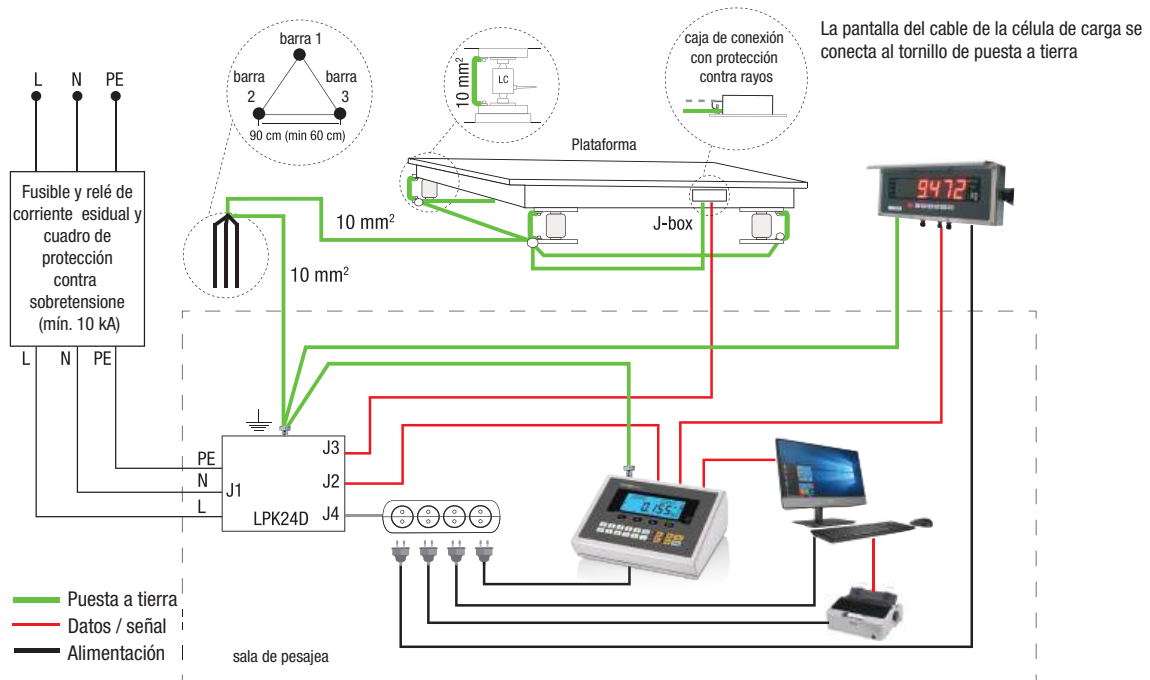 La pantalla del cable de la célula de carga se
conecta al tornillo de puesta a tierra
barra 1
barra
2
barra
3
90 cm (min 60 cm)
10 mm²
LC
caja de conexión
con protección
contra rayos
L N PE
Plataforma
9472
Fusible y relé de
corriente esidual y
cuadro de
protección
contra
sobretensione
(mín. 10 kA)
10 mm²
J-box
10 mm²
L N PE
PE
N
L
J1
J3
J2
J4
LPK24D
0.155
Puesta a tierra
Datos / señal
Alimentación
sala de pesajea